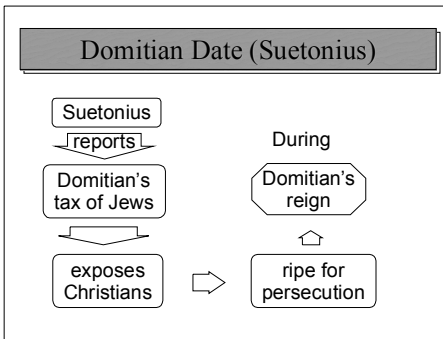 Domitian Date (Suetonius)
Suetonius
reports
Domitian's
tax of Jews
exposes
Christians
ripe for
persecution
During
Domitian's
reign